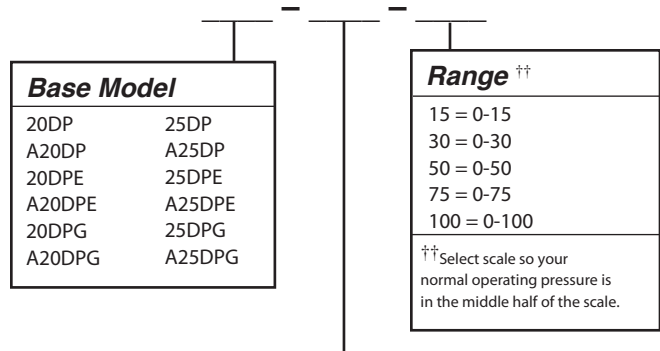 Base Model
20DP 25DP
A20DP A25DP
20DPE 25DPE
A20DPE A25DPE
20DPG 25DPG
A20DPG A25DPG
Range ††
15 = 0-15
30 = 0-30
50 = 0-50
75 = 0-75
100 = 0-100
††Select scale so your
normal operating pressure is
in the middle half of the scale.